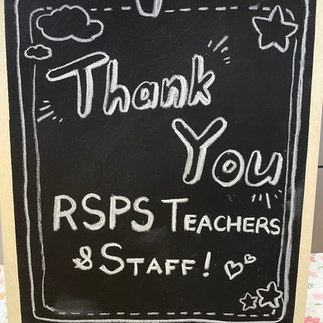 Thank
You
RSPS TEACHERS
& STAFF!